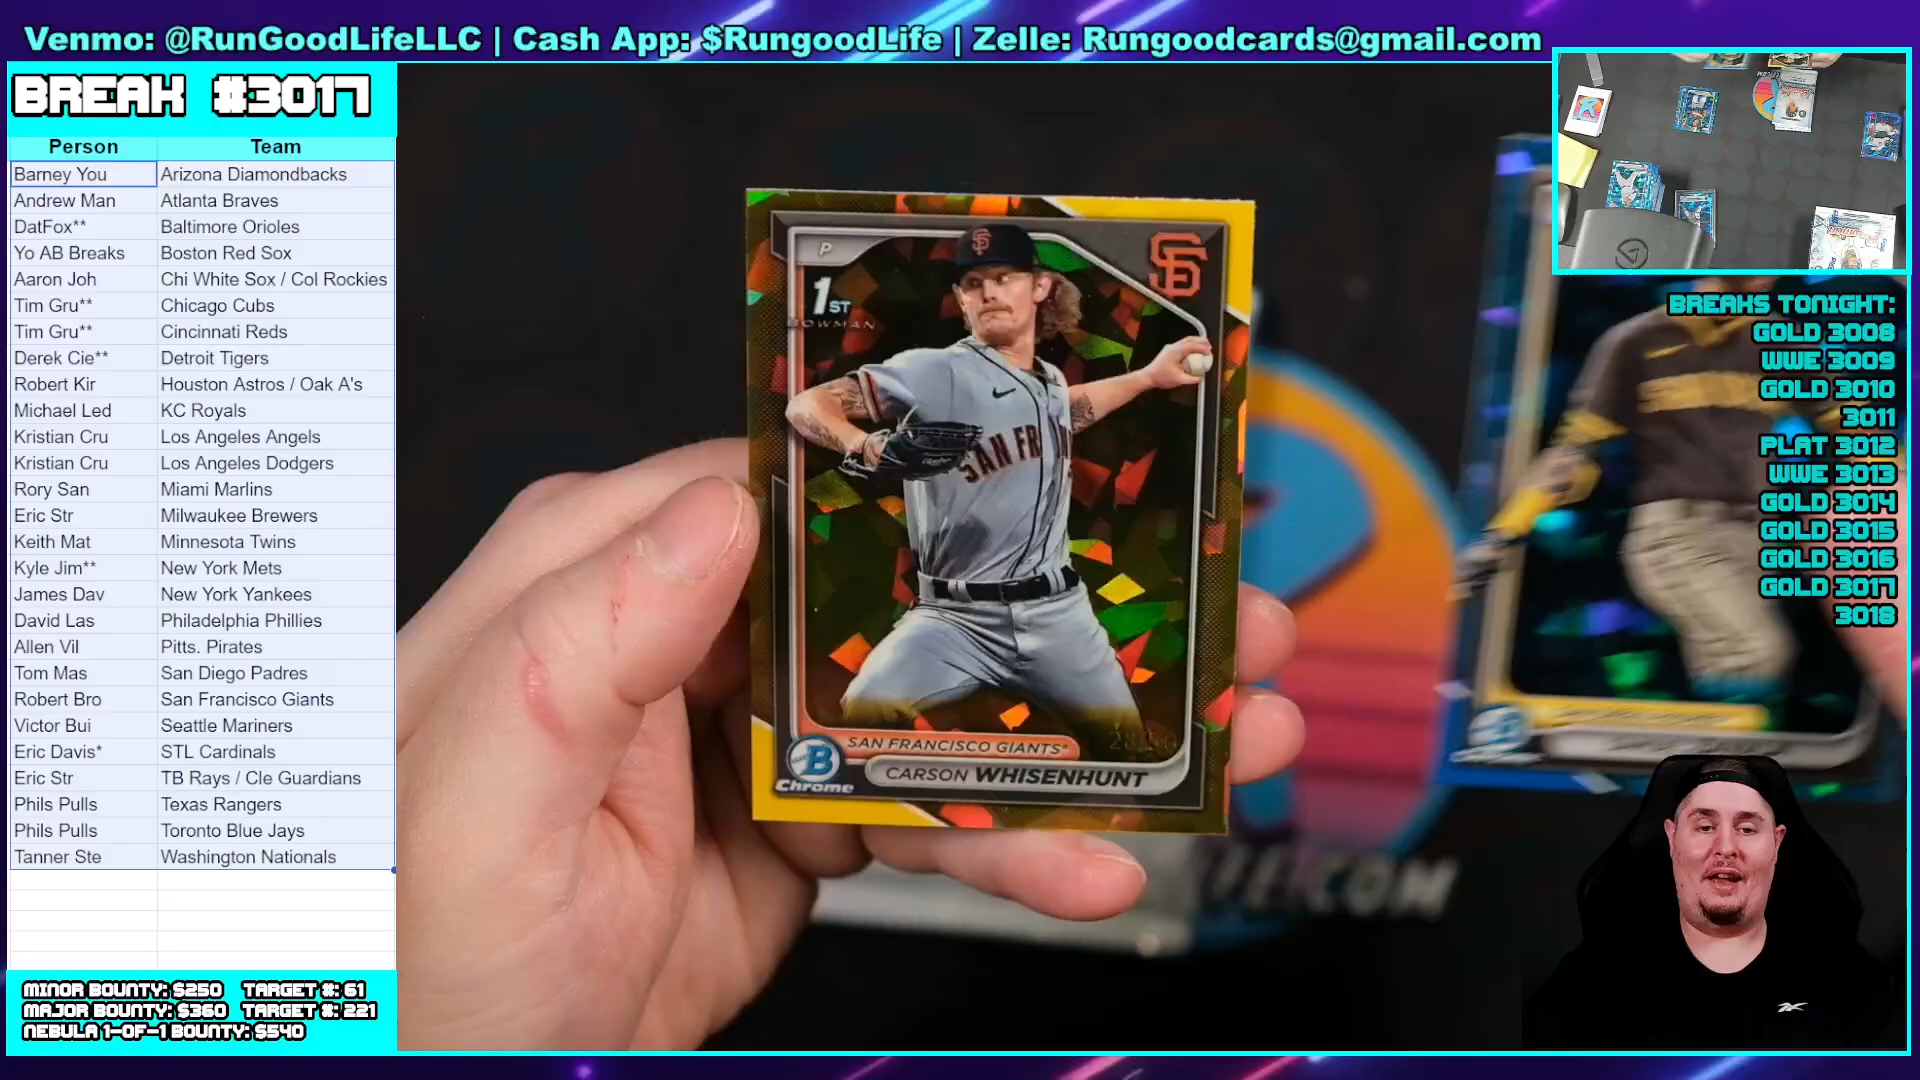 Venmo: @RunGoodLifeLLC | Cash App: $RungoodLife | Zelle: Rungoodcards@gmail.com
BREAK #3017
Person Team
Barney You Arizona Diamondbacks
Andrew Man Atlanta Braves
DatFox** Baltimore Orioles
Yo AB Breaks Boston Red Sox
Aaron Joh Chi White Sox / Col Rockies
Tim Gru** Chicago Cubs
Tim Gru** Cincinnati Reds
Derek Cie** Detroit Tigers
Robert Kir Houston Astros / Oak A's
Michael Led KC Royals
Kristian Cru Los Angeles Angels
Kristian Cru Los Angeles Dodgers
Rory San Miami Marlins
Eric Str Milwaukee Brewers
Keith Mat Minnesota Twins
Kyle Jim** New York Mets
James Dav New York Yankees
David Las Philadelphia Phillies
Allen Vil Pitts. Pirates
Tom Mas San Diego Padres
Robert Bro San Francisco Giants
Victor Bui Seattle Mariners
Eric Davis* STL Cardinals
Eric Str TB Rays / Cle Guardians
Phils Pulls Texas Rangers
Phils Pulls Toronto Blue Jays
Tanner Ste Washington Nationals
MINOR BOUNTY: $250 TARGET #: 61
MAJOR BOUNTY: $360 TARGET #: 221
NEBULA 1-OF-1 BOUNTY: $540
P
1ST
BOWMAN
SF
SAN FR
SAN FRANCISCO GIANTS
CARSON WHISENHUNT
B
Chrome
.COM
BREAKS TONIGHT:
GOLD 3008
WWE 3009
GOLD 3010
3011
PLAT 3012
WWE 3013
GOLD 3014
GOLD 3015
GOLD 3016
GOLD 3017
3018